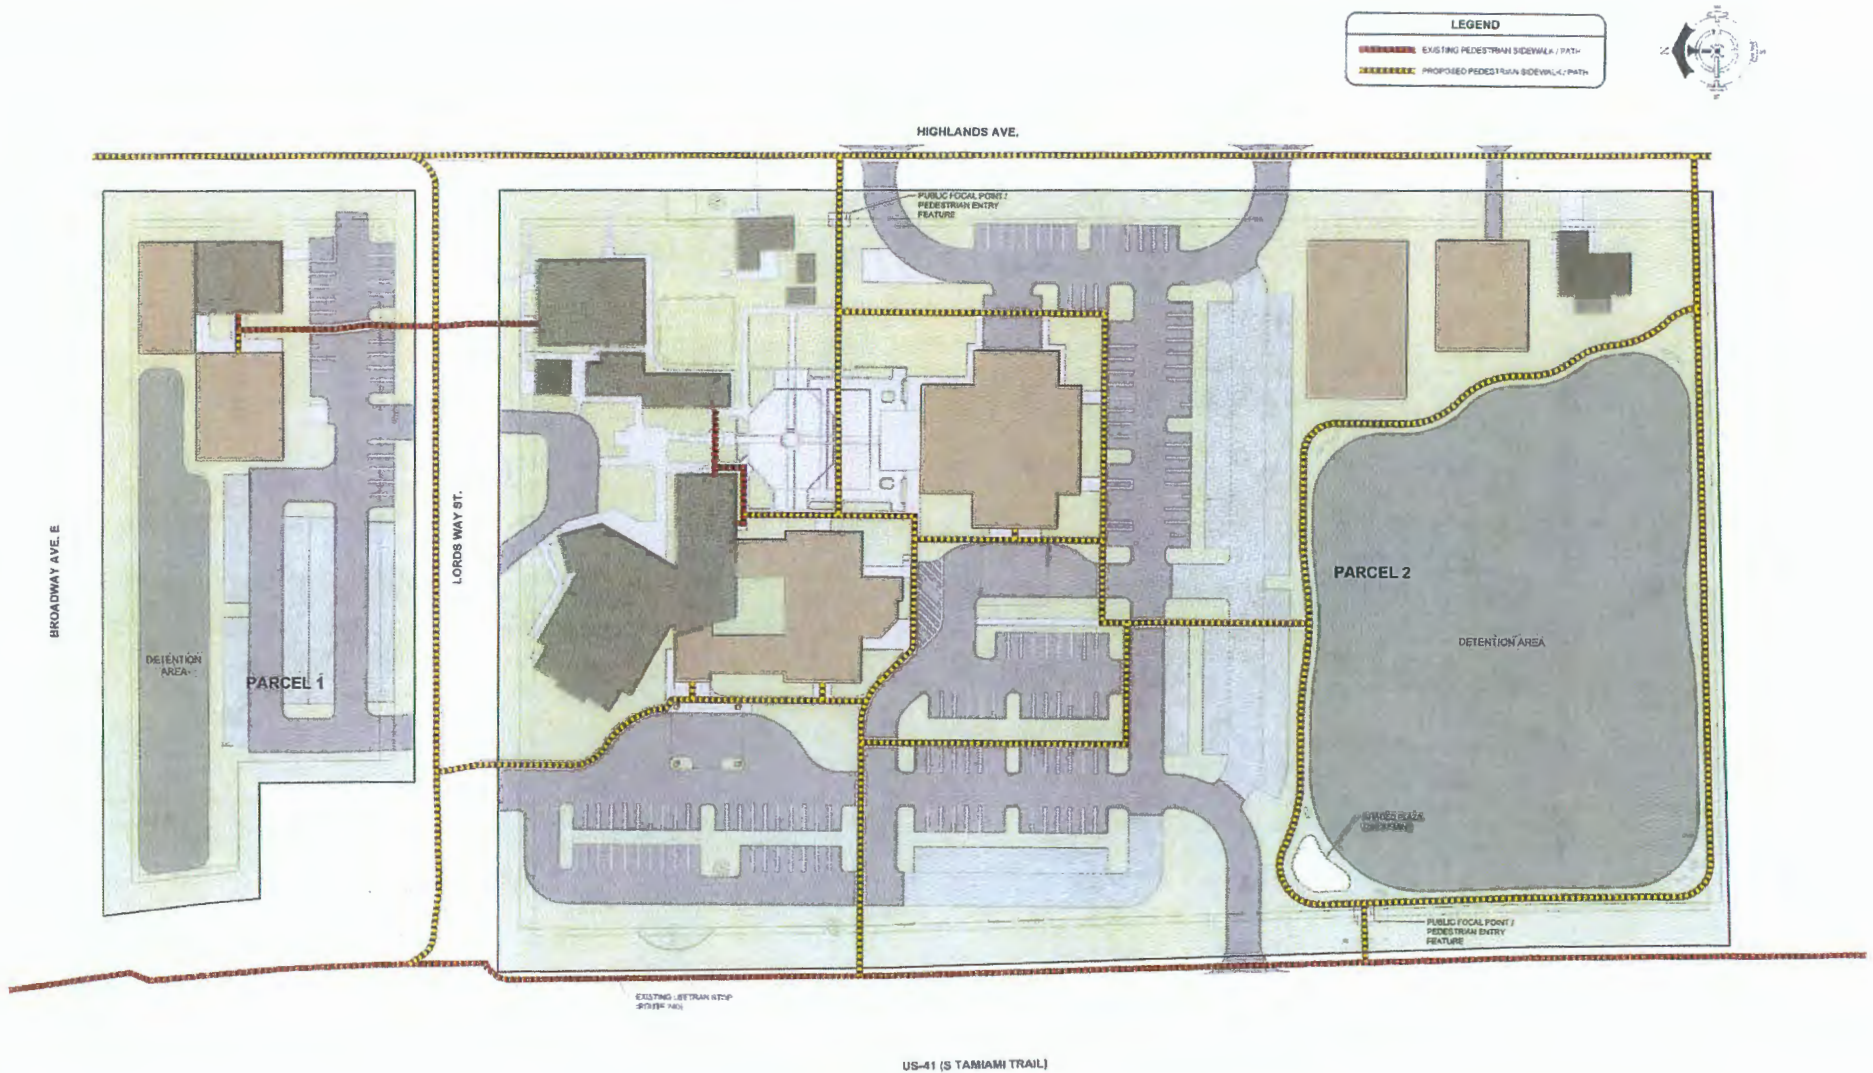 LEGEND
EXISTING PEDESTRIAN SIDEWALK / PATH
PROPOSED PEDESTRIAN SIDEWALK / PATH
N
HIGHLANDS AVE.
PUBLIC FOCAL POINT /
PEDESTRIAN ENTRY
FEATURE
BROADWAY AVE. E
LORDS WAY ST.
PARCEL 2
DETENTION AREA
DETENTION
AREA
PARCEL 1
PUBLIC FOCAL POINT /
PEDESTRIAN ENTRY
FEATURE
EXISTING LEETRAN STOP
US-41 (S TAMIAMI TRAIL)